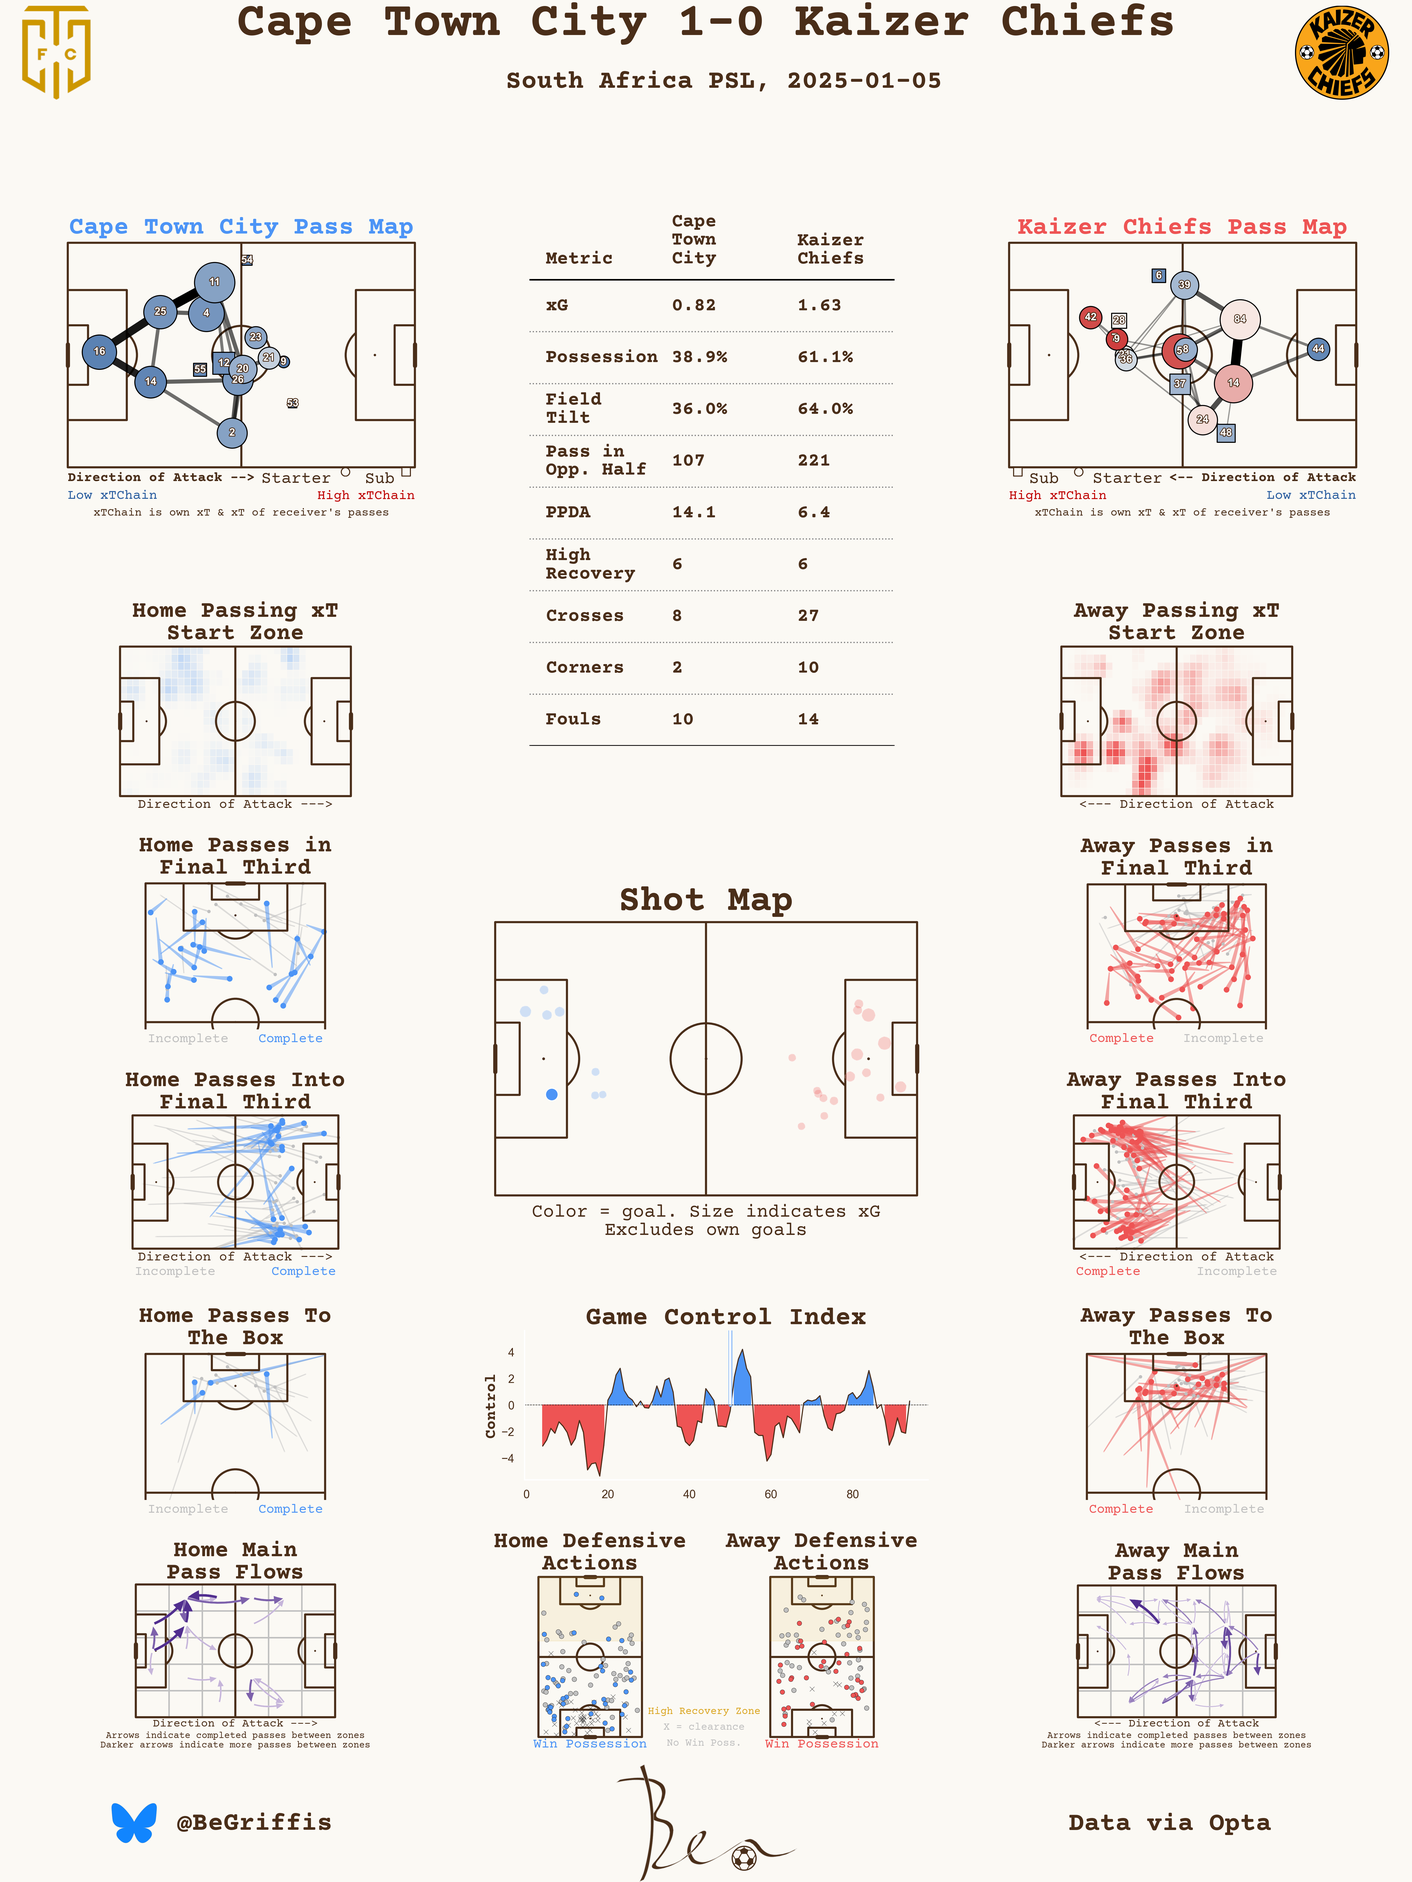 Cape Town City 1-0 Kaizer Chiefs
South Africa PSL, 2025-01-05
F C
KAIZER
CHIEFS
Cape Town City Pass Map
54
11
25
4
23
16
12
21
9
55
20
14
26
53
2
Direction of Attack --> Starter Sub
Low xTChain High xTChain
xTChain is own xT & xT of receiver's passes
Metric Cape Town City Kaizer Chiefs
xG 0.82 1.63
Possession 38.9% 61.1%
Field Tilt 36.0% 64.0%
Pass in Opp. Half 107 221
PPDA 14.1 6.4
High Recovery 6 6
Crosses 8 27
Corners 2 10
Fouls 10 14
Kaizer Chiefs Pass Map
6
39
42
28
84
9
58
44
36
37
14
24
48
Sub Starter <-- Direction of Attack
High xTChain Low xTChain
xTChain is own xT & xT of receiver's passes
Home Passing xT
Start Zone
Direction of Attack --->
Away Passing xT
Start Zone
<--- Direction of Attack
Home Passes in
Final Third
Incomplete Complete
Away Passes in
Final Third
Complete Incomplete
Shot Map
Color = goal. Size indicates xG
Excludes own goals
Home Passes Into
Final Third
Direction of Attack --->
Incomplete Complete
Away Passes Into
Final Third
<--- Direction of Attack
Complete Incomplete
Home Passes To
The Box
Incomplete Complete
Game Control Index
Control
4
2
0
−2
−4
0 20 40 60 80
Away Passes To
The Box
Complete Incomplete
Home Main
Pass Flows
Direction of Attack --->
Arrows indicate completed passes between zones
Darker arrows indicate more passes between zones
Home Defensive
Actions
Win Possession
Away Defensive
Actions
Win Possession
High Recovery Zone
X = clearance
No Win Poss.
Away Main
Pass Flows
<--- Direction of Attack
Arrows indicate completed passes between zones
Darker arrows indicate more passes between zones
@BeGriffis
Ben
Data via Opta